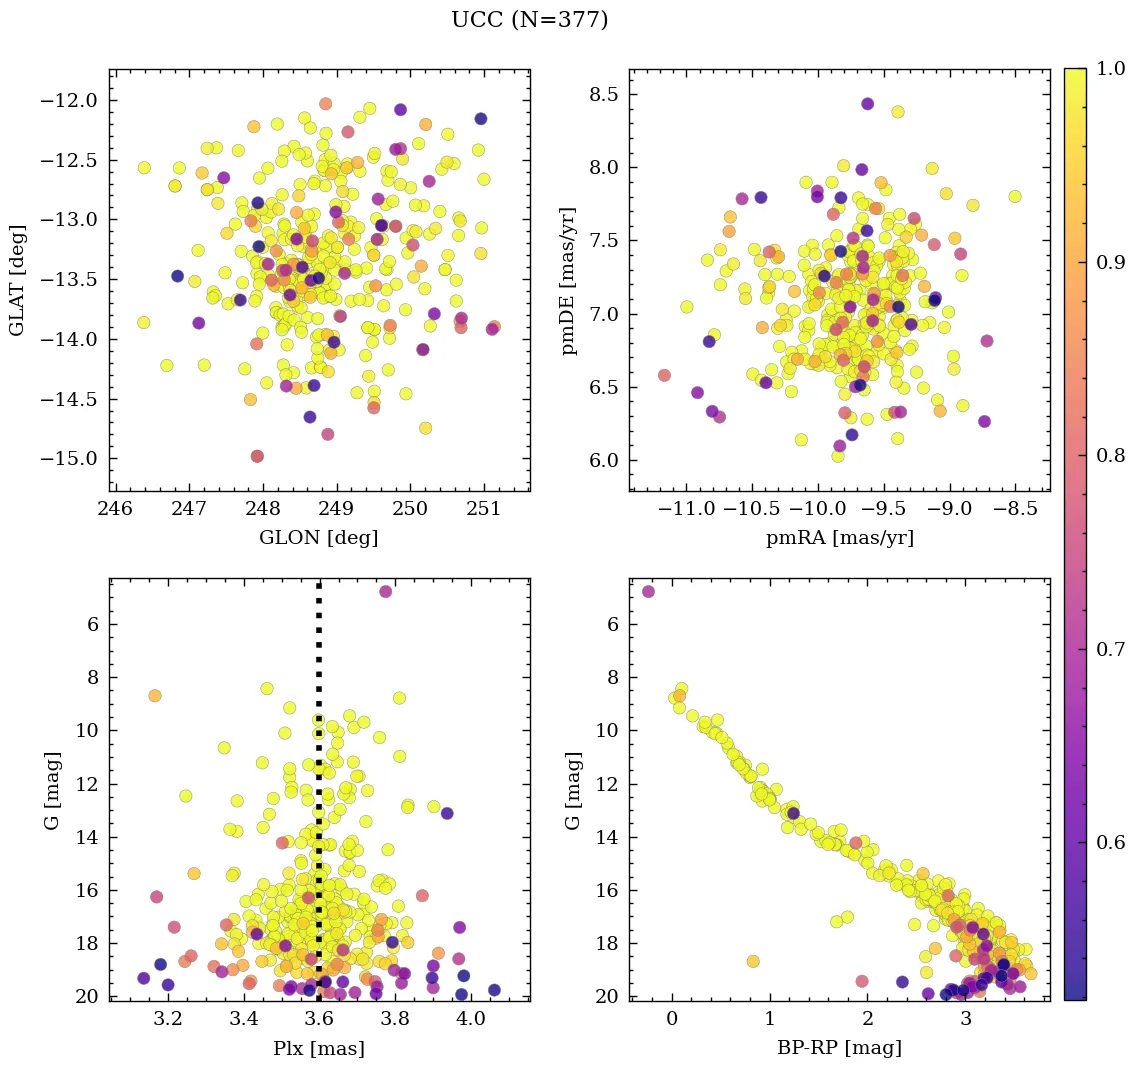 UCC (N=377)
−12.0
−12.5
−13.0
−13.5
−14.0
−14.5
−15.0
GLAT [deg]
246 247 248 249 250 251
GLON [deg]
8.5
8.0
7.5
7.0
6.5
6.0
pmDE [mas/yr]
−11.0 −10.5 −10.0 −9.5 −9.0 −8.5
pmRA [mas/yr]
6
8
10
12
14
16
18
20
G [mag]
3.2 3.4 3.6 3.8 4.0
Plx [mas]
6
8
10
12
14
16
18
20
G [mag]
0 1 2 3
BP-RP [mag]
1.0
0.9
0.8
0.7
0.6